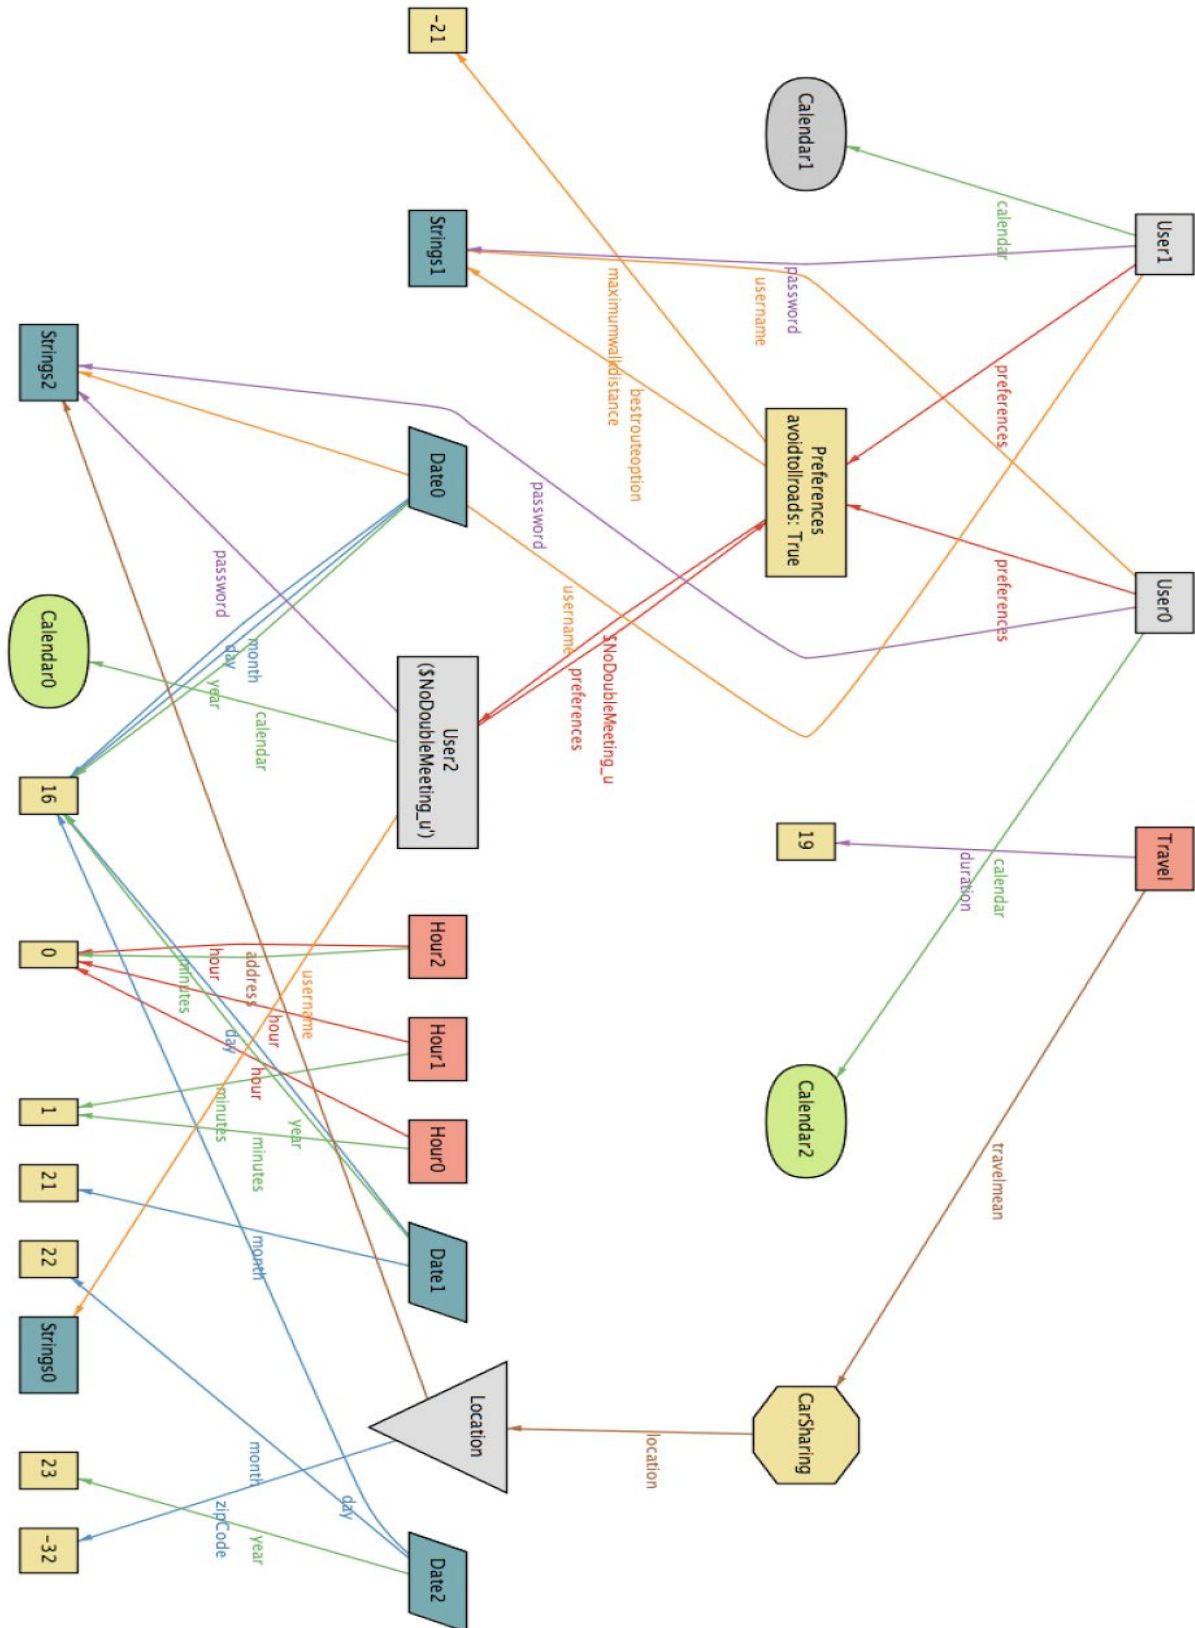 User1
User0
Travel
calendar
password
username
preferences
preferences
calendar
duration
travelmean
Calendar1
Preferences
avoidtollroads: True
19
Calendar2
CarSharing
maximumwalkdistance
bestrouteoption
password
username
$NoDoubleMeeting_u
preferences
location
-21
Strings1
Date0
User2
($NoDoubleMeeting_u')
Hour2
Hour1
Hour0
Date1
Location
Date2
password
month
day
year
calendar
address
hour
minutes
username
hour
day
hour
minutes
minutes
year
month
month
zipCode
day
year
Strings2
Calendar0
16
0
1
21
22
Strings0
23
-32